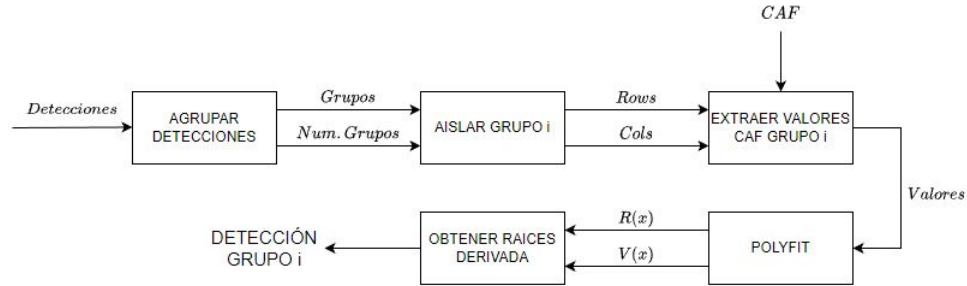 CAF
Detecciones
AGRUPAR
DETECCIONES
Grupos
Num. Grupos
AISLAR GRUPO i
Rows
Cols
EXTRAER VALORES
CAF GRUPO i
Valores
POLYFIT
R(x)
V(x)
OBTENER RAICES
DERIVADA
DETECCIÓN
GRUPO i